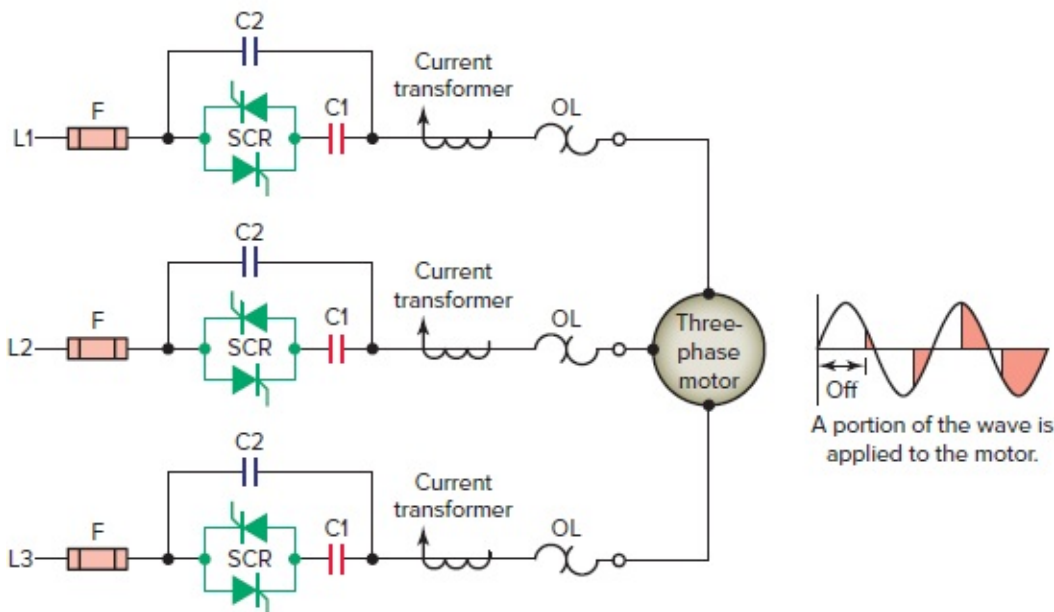 C2
Current
transformer
F
C1
OL
L1
SCR
C2
Current
transformer
F
C1
OL
L2
SCR
Three-
phase
motor
Off
A portion of the wave is
applied to the motor.
C2
Current
transformer
F
C1
OL
L3
SCR